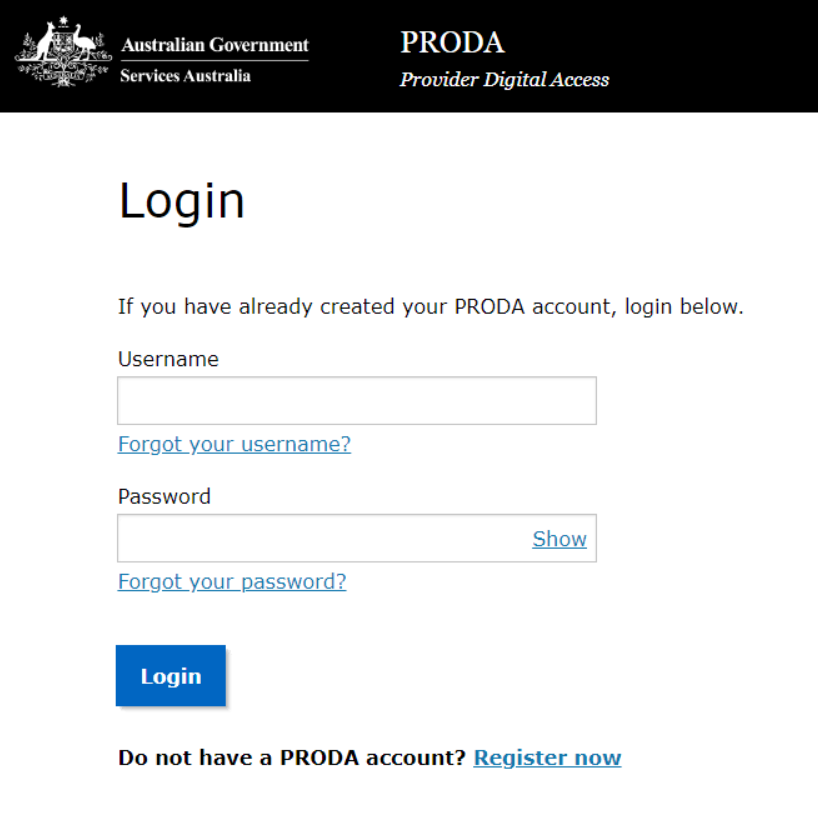 Australian Government
Services Australia
PRODA
Provider Digital Access
Login
If you have already created your PRODA account, login below.
Username
Forgot your username?
Password
Show
Forgot your password?
Login
Do not have a PRODA account? Register now